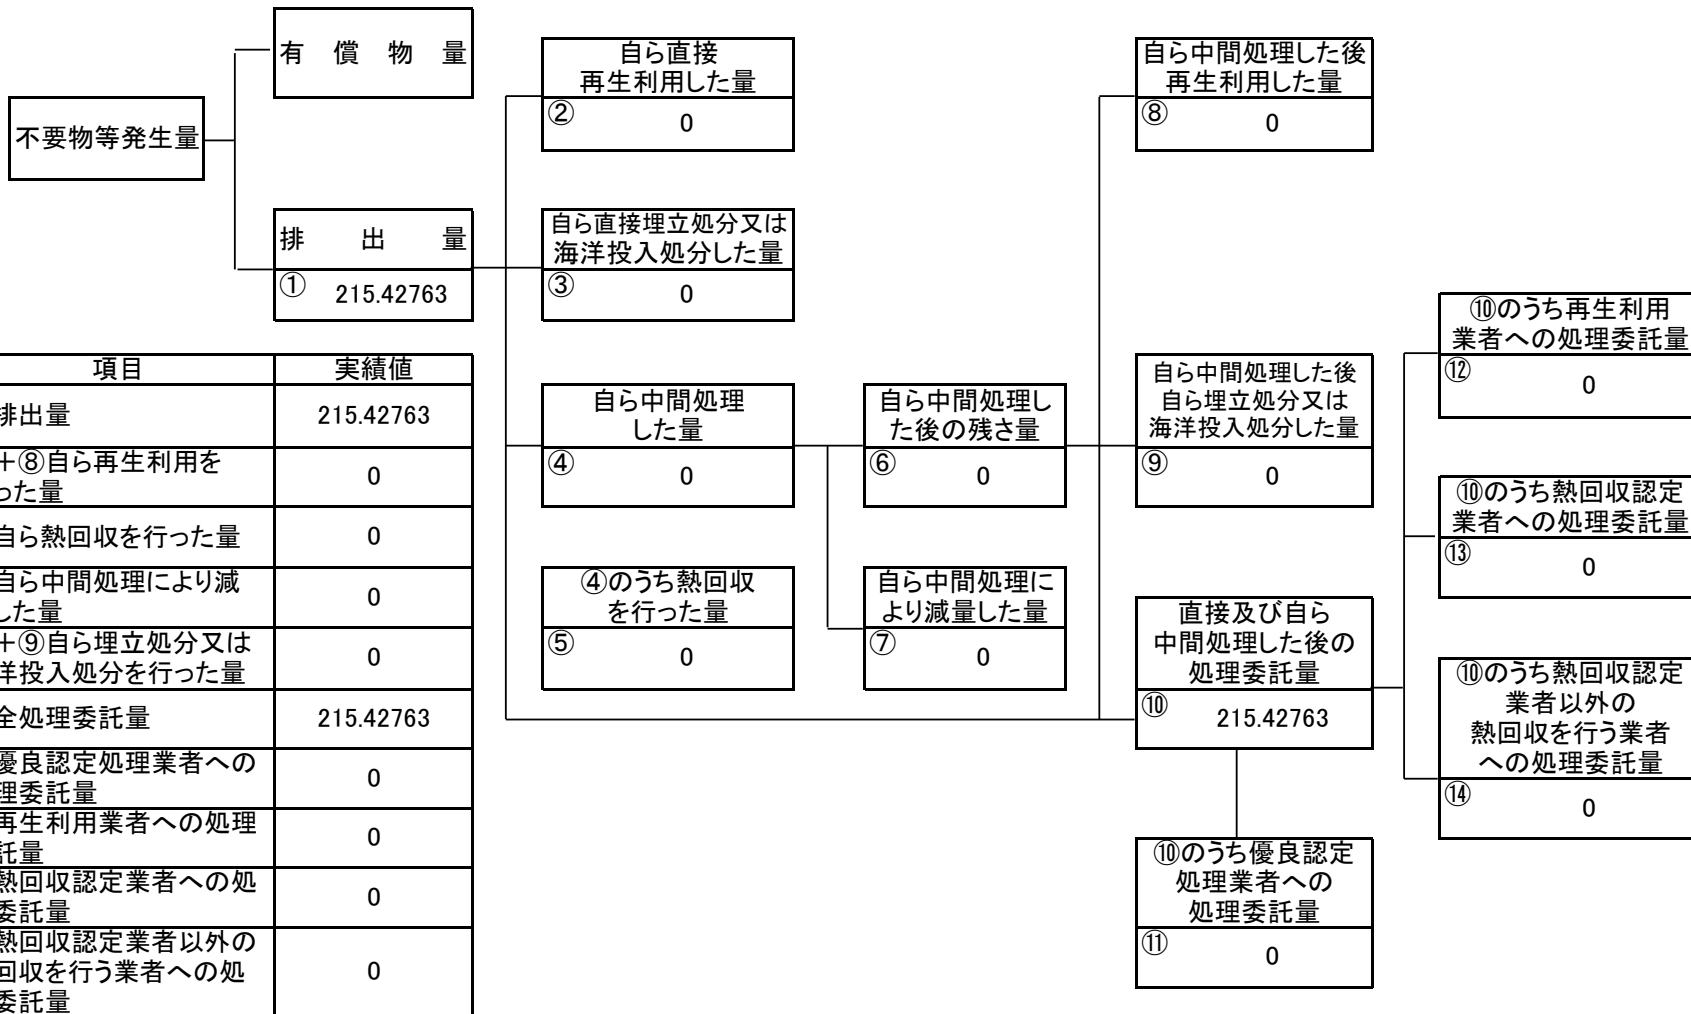 有 償 物 量
不要物等発生量
排 出 量
① 215.42763
自ら直接
再生利用した量
② 0
自ら直接埋立処分又は
海洋投入処分した量
③ 0
自ら中間処理
した量
④ 0
④のうち熱回収
を行った量
⑤ 0
自ら中間処理し
た後の残さ量
⑥ 0
自ら中間処理に
より減量した量
⑦ 0
自ら中間処理した後
再生利用した量
⑧ 0
自ら中間処理した後
自ら埋立処分又は
海洋投入処分した量
⑨ 0
直接及び自ら
中間処理した後の
処理委託量
⑩ 215.42763
⑩のうち優良認定
処理業者への
処理委託量
⑪ 0
⑩のうち再生利用
業者への処理委託量
⑫ 0
⑩のうち熱回収認定
業者への処理委託量
⑬ 0
⑩のうち熱回収認定
業者以外の
熱回収を行う業者
への処理委託量
⑭ 0
項目 実績値
排出量 215.42763
+⑧自ら再生利用を
った量 0
自ら熱回収を行った量 0
自ら中間処理により減
した量 0
+⑨自ら埋立処分又は
洋投入処分を行った量 0
全処理委託量 215.42763
優良認定処理業者への
理委託量 0
再生利用業者への処理
託量 0
熱回収認定業者への処
委託量 0
熱回収認定業者以外の
回収を行う業者への処
委託量 0